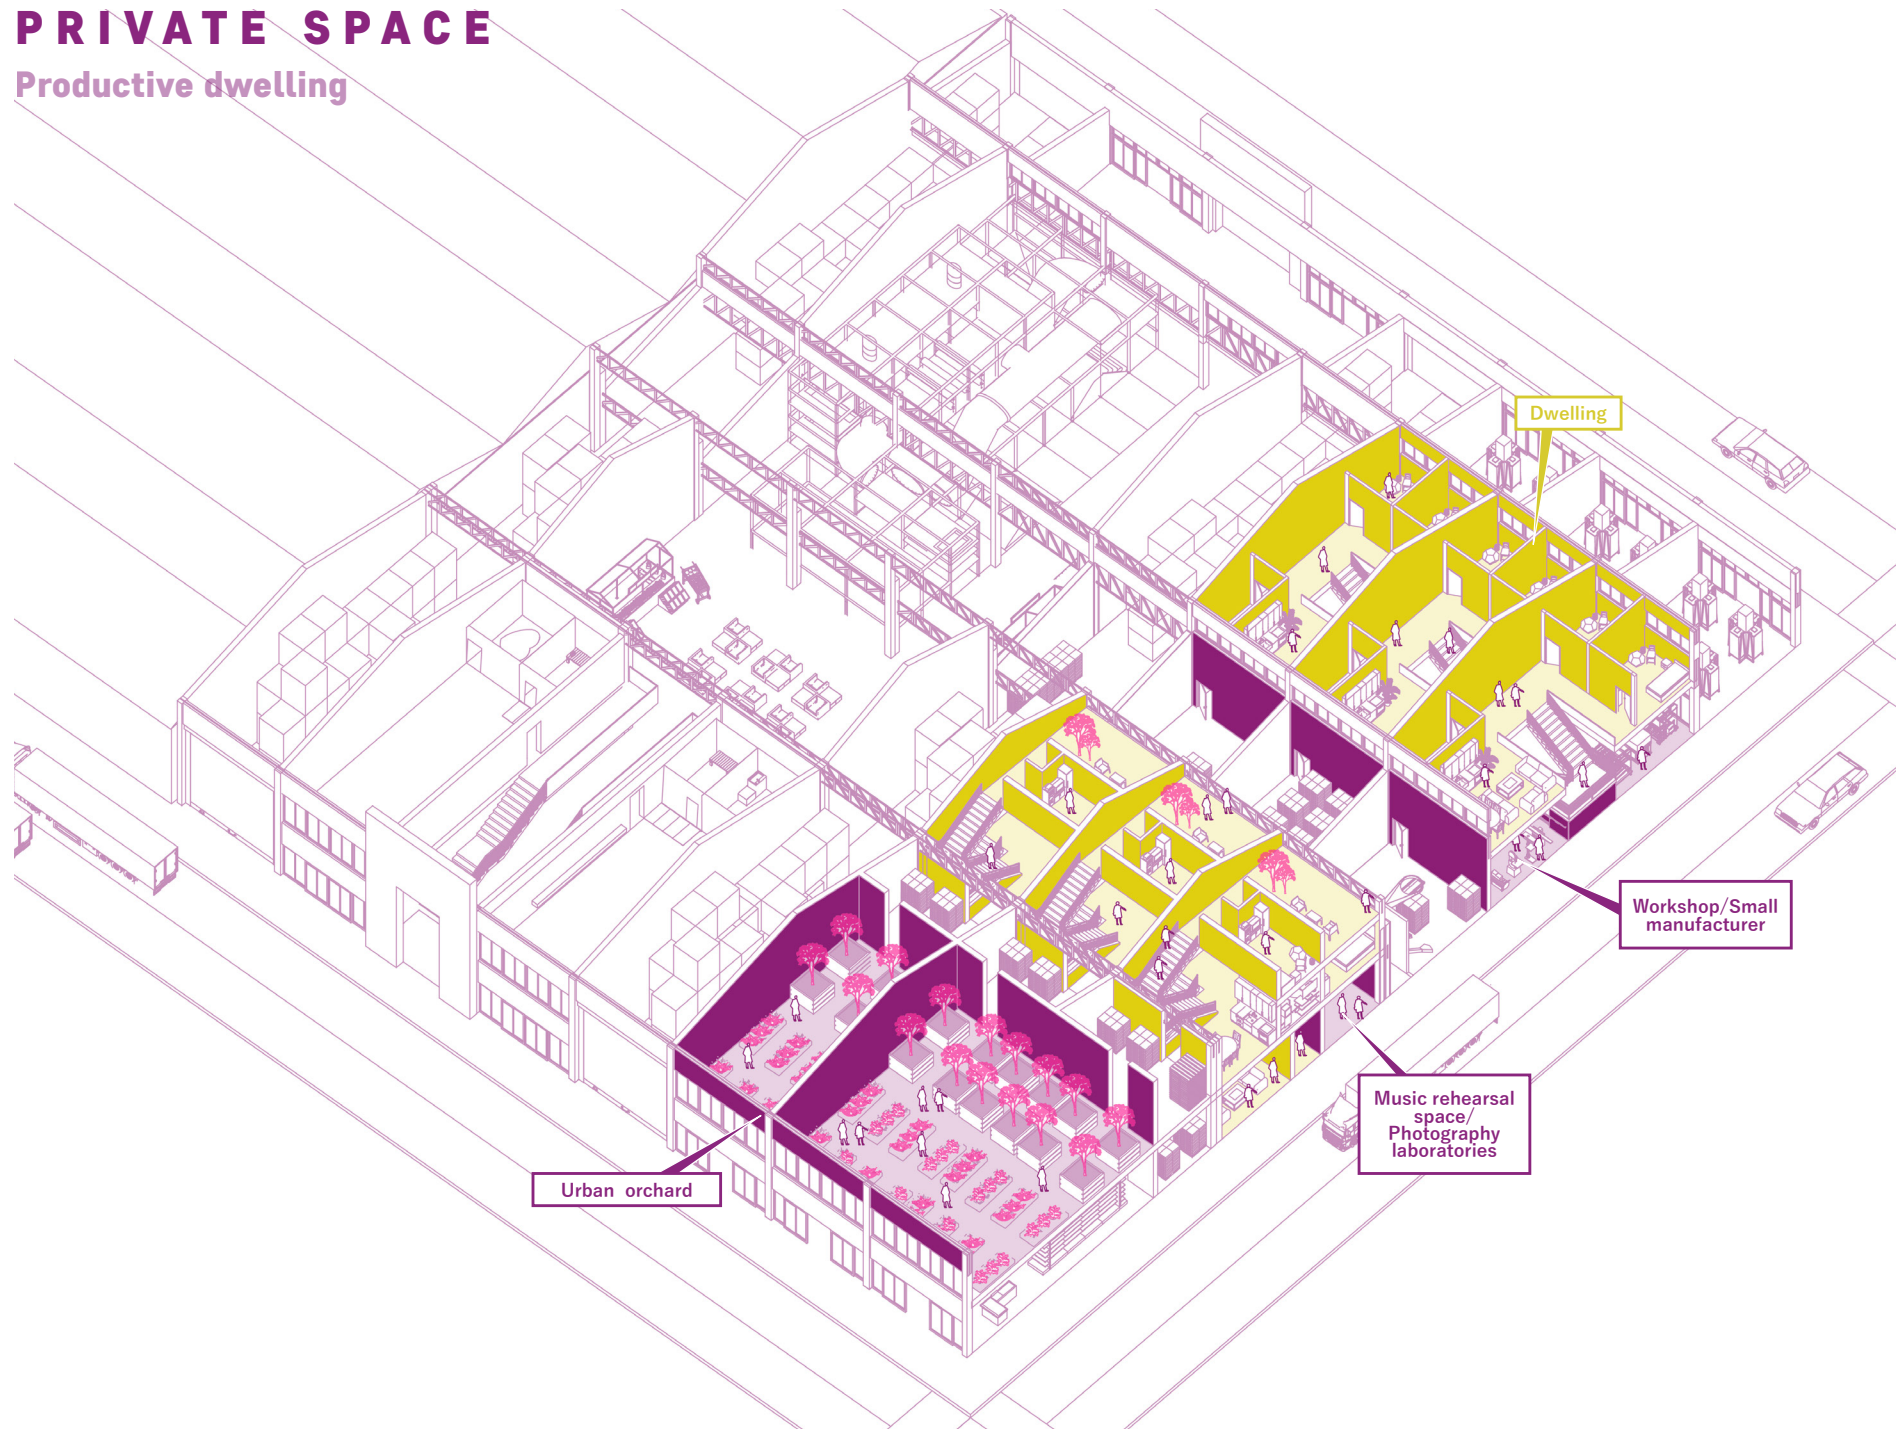 PRIVATE SPACE
Productive dwelling
Dwelling
Workshop/Small
manufacturer
Music rehearsal
space/
Photography
laboratories
Urban orchard